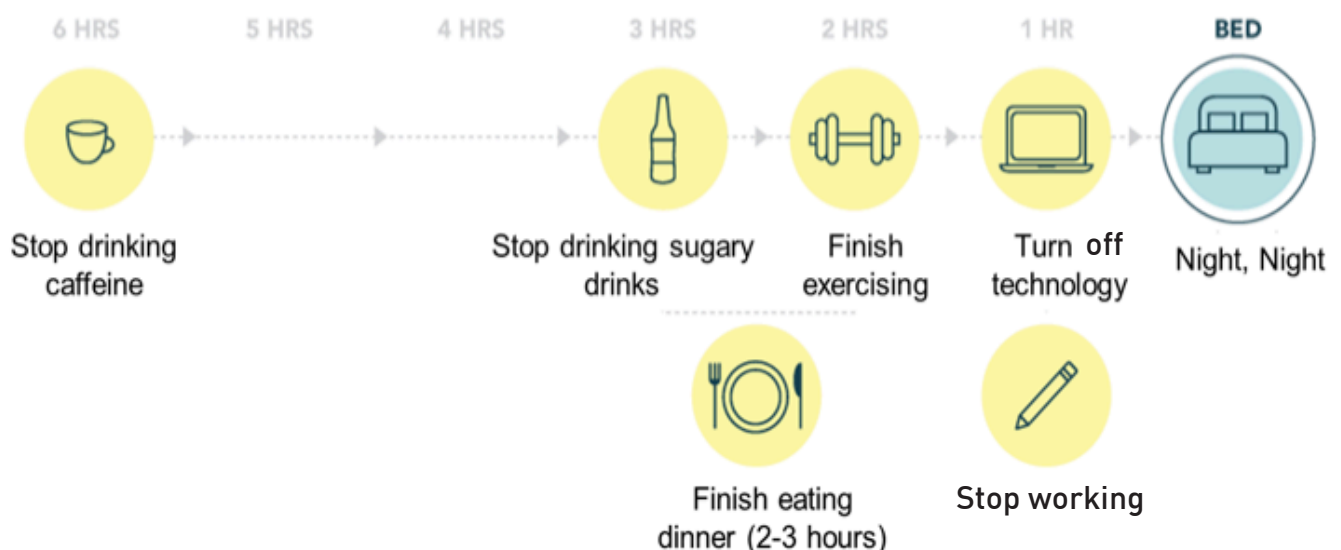 6 HRS
5 HRS
4 HRS
3 HRS
2 HRS
1 HR
BED
Stop drinking
caffeine
Stop drinking sugary
drinks
Finish
exercising
Turn off
technology
Night, Night
Finish eating
dinner (2-3 hours)
Stop working